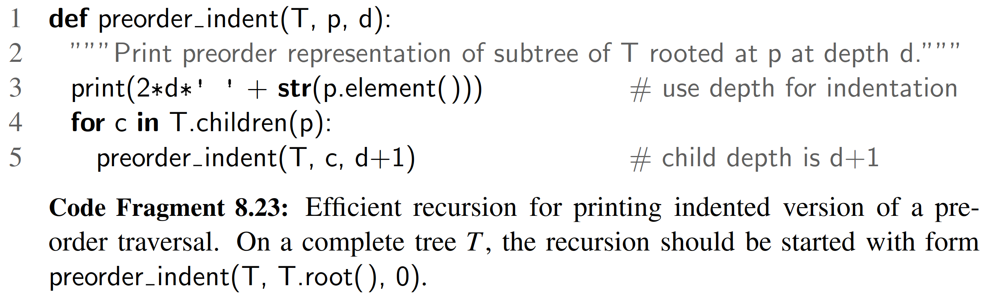 1 def preorder_indent(T, p, d):
2 """Print preorder representation of subtree of T rooted at p at depth d."""
3 print(2*d*' ' + str(p.element())) # use depth for indentation
4 for c in T.children(p):
5 preorder_indent(T, c, d+1) # child depth is d+1
Code Fragment 8.23: Efficient recursion for printing indented version of a pre-
order traversal. On a complete tree T, the recursion should be started with form
preorder_indent(T, T.root(), 0).